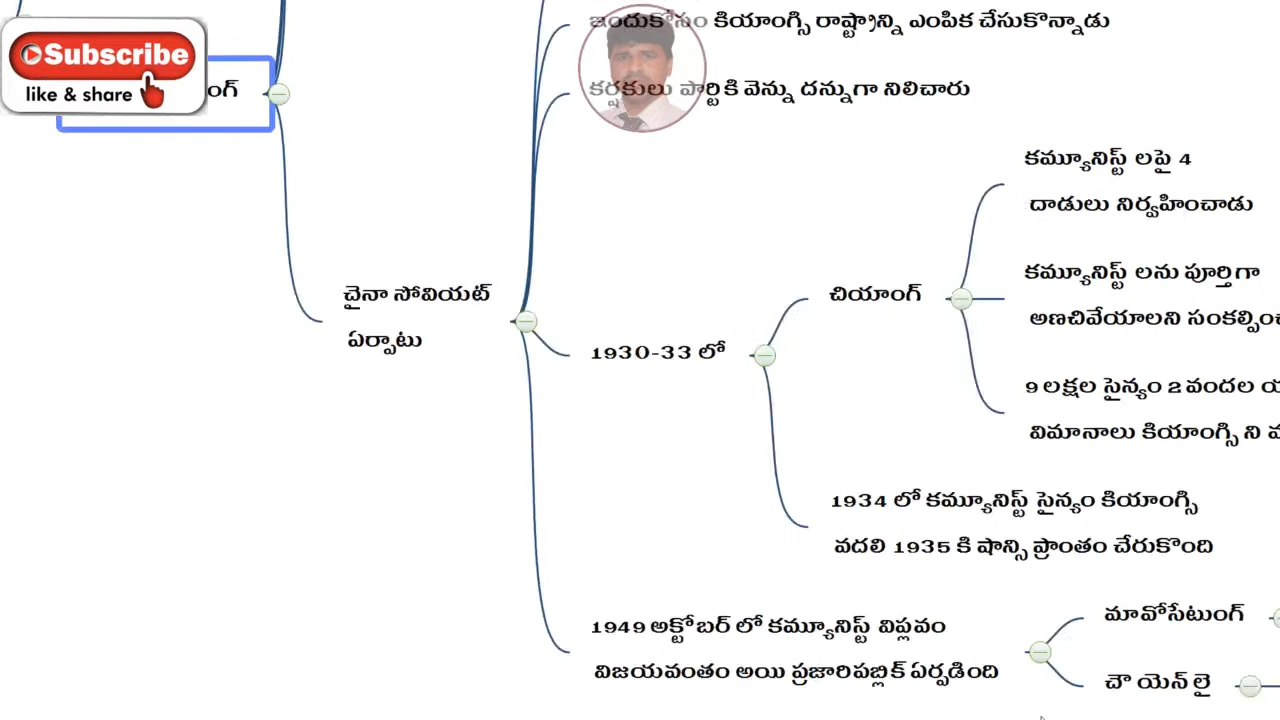 ఇందుకోసం కియాంగ్సి రాష్ట్రాన్ని ఎంపిక చేసుకొన్నాడు
Subscribe
like & share
కర్షకులు పార్టికి వెన్ను దన్నుగా నిలిచారు
కమ్యూనిస్ట్ లపై 4
దాడులు నిర్వహించాడు
చైనా సోవియట్
ఏర్పాటు
1930-33 లో
చియాంగ్
కమ్యూనిస్ట్ లను పూర్తిగా
అణచివేయాలని
9 లక్షల సైన్యం 2 వందల
విమానాలు కియాంగ్సి ని
1934 లో కమ్యూనిస్ట్ సైన్యం కియాంగ్సి
వదలి 1935 కి షాన్సి ప్రాంతం చేరుకొంది
1949 అక్టోబర్ లో కమ్యూనిస్ట్ విప్లవం
విజయవంతం అయి ప్రజారిపబ్లిక్ ఏర్పడింది
మావోసేటుంగ్
చౌ యెన్ లై